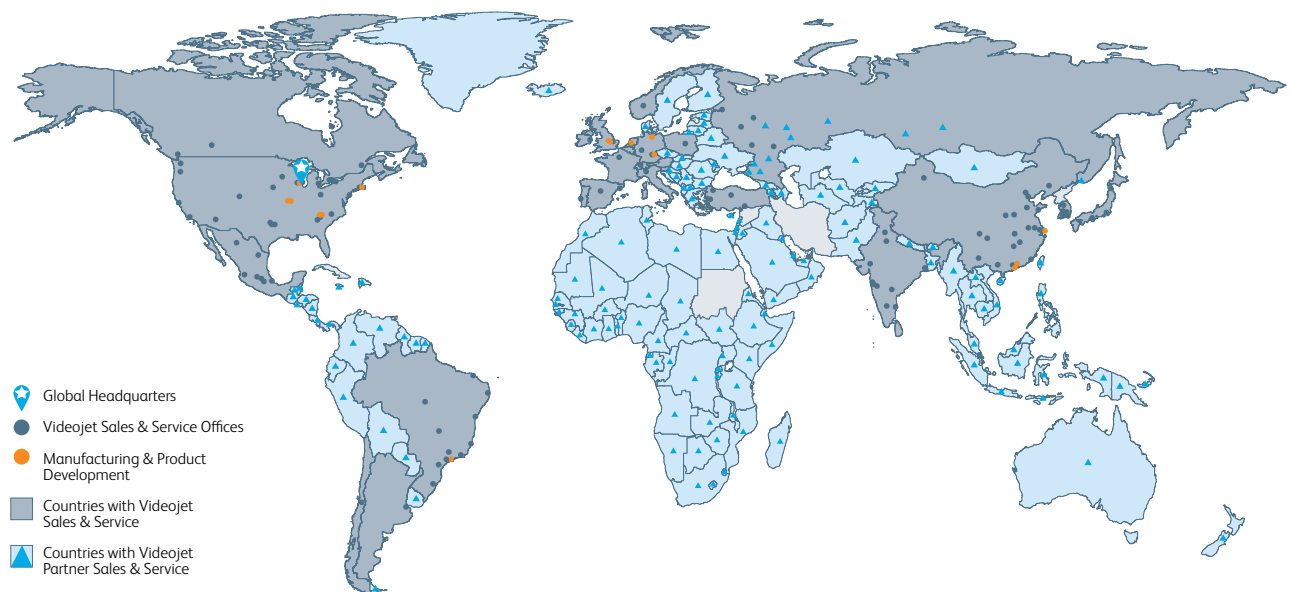 Global Headquarters
Videojet Sales & Service Offices
Manufacturing & Product
Development
Countries with Videojet
Sales & Service
Countries with Videojet
Partner Sales & Service